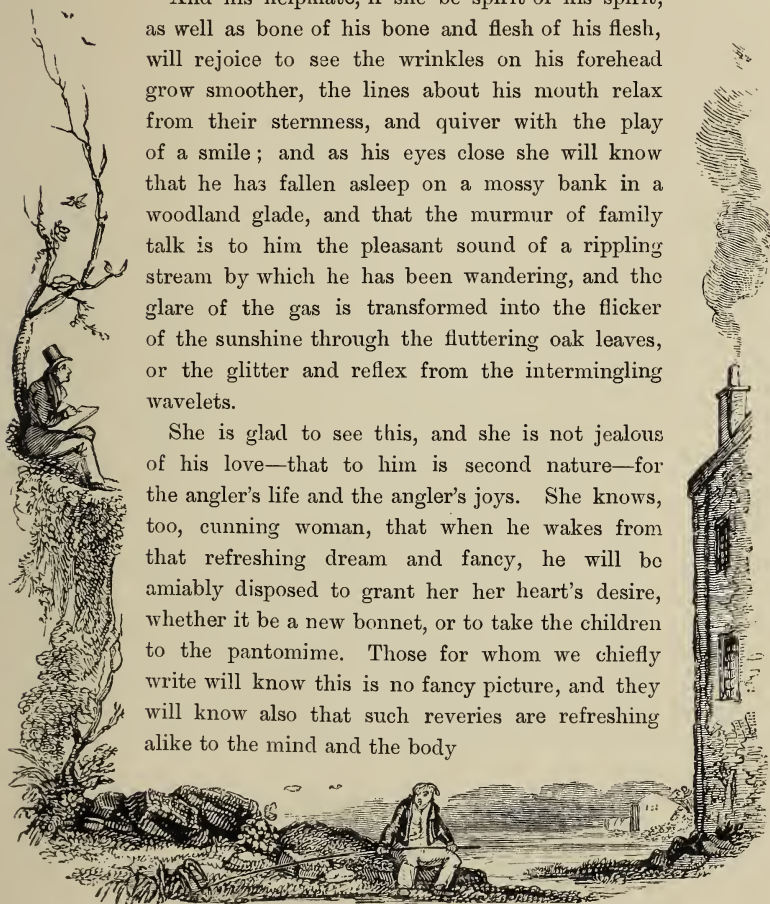 And his helpmate, if she be spirit of his spirit,
as well as bone of his bone and flesh of his flesh,
will rejoice to see the wrinkles on his forehead
grow smoother, the lines about his mouth relax
from their sternness, and quiver with the play
of a smile; and as his eyes close she will know
that he has fallen asleep on a mossy bank in a
woodland glade, and that the murmur of family
talk is to him the pleasant sound of a rippling
stream by which he has been wandering, and the
glare of the gas is transformed into the flicker
of the sunshine through the fluttering oak leaves,
or the glitter and reflex from the intermingling
wavelets.
She is glad to see this, and she is not jealous
of his love—that to him is second nature—for
the angler's life and the angler's joys. She knows,
too, cunning woman, that when he wakes from
that refreshing dream and fancy, he will be
amiably disposed to grant her her heart's desire,
whether it be a new bonnet, or to take the children
to the pantomime. Those for whom we chiefly
write will know this is no fancy picture, and they
will know also that such reveries are refreshing
alike to the mind and the body